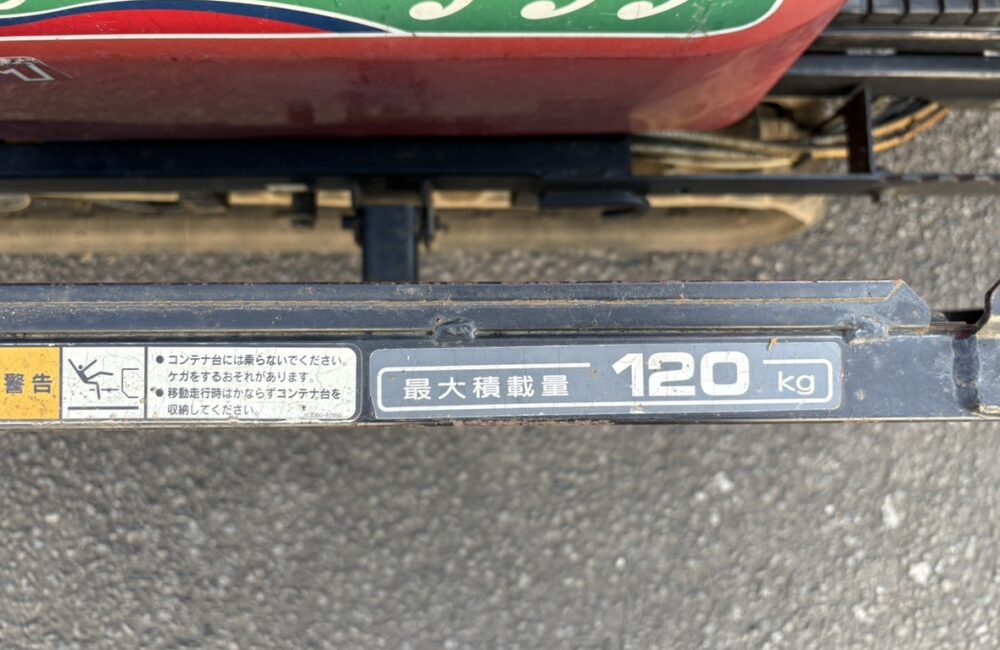 警告
● コンテナ台には乗らないでください。
ケガをするおそれがあります。
● 移動走行時はかならずコンテナ台を
収納してください。
最大積載量 120 kg